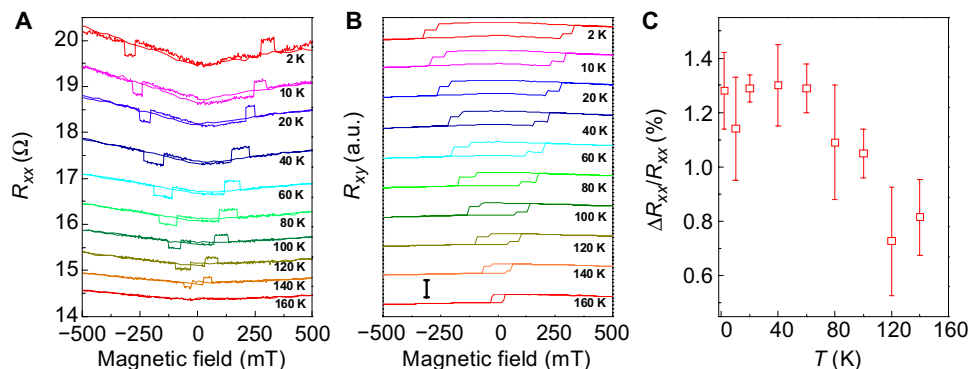 A
R_xx (Ω)
20
19
18
17
16
15
14
2 K
10 K
20 K
40 K
60 K
80 K
100 K
120 K
140 K
160 K
−500 −250 0 250 500
Magnetic field (mT)
B
R_xy (a.u.)
2 K
10 K
20 K
40 K
60 K
80 K
100 K
120 K
140 K
160 K
−500 −250 0 250 500
Magnetic field (mT)
C
ΔR_xx/R_xx (%)
1.4
1.2
1.0
0.8
0.6
0 40 80 120 160
T (K)